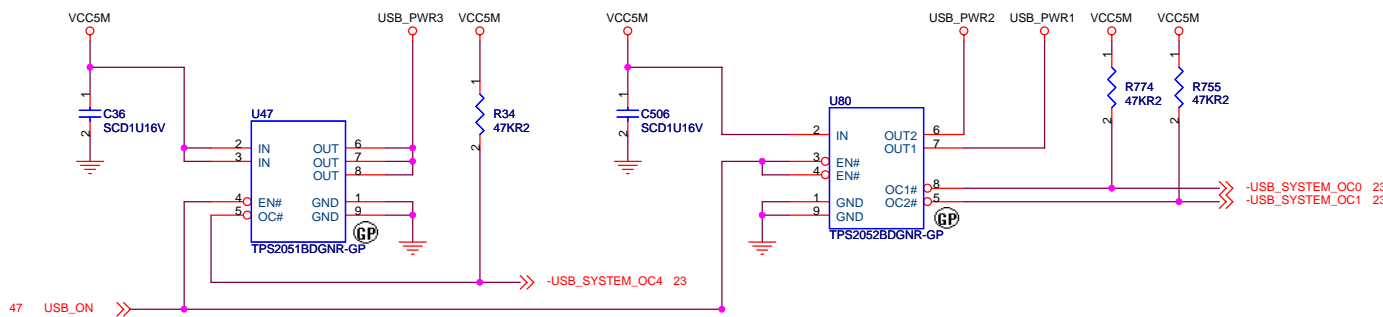 VCC5M
USB_PWR3
VCC5M
VCC5M
USB_PWR2
USB_PWR1
VCC5M
VCC5M
1
C36
SCD1U16V
2
U47
2 IN
3 IN
4 EN#
5 OC#
OUT 6
OUT 7
OUT 8
GND 1
GND 9
GP
TPS2051BDGNR-GP
1
R34
47KR2
2
1
C506
SCD1U16V
2
U80
2 IN
3 EN#
4 EN#
1 GND
9 GND
OUT2 6
OUT1 7
OC1# 8
OC2# 5
GP
TPS2052BDGNR-GP
1
R774
47KR2
2
1
R755
47KR2
2
-USB_SYSTEM_OC0 23
-USB_SYSTEM_OC1 23
-USB_SYSTEM_OC4 23
47 USB_ON